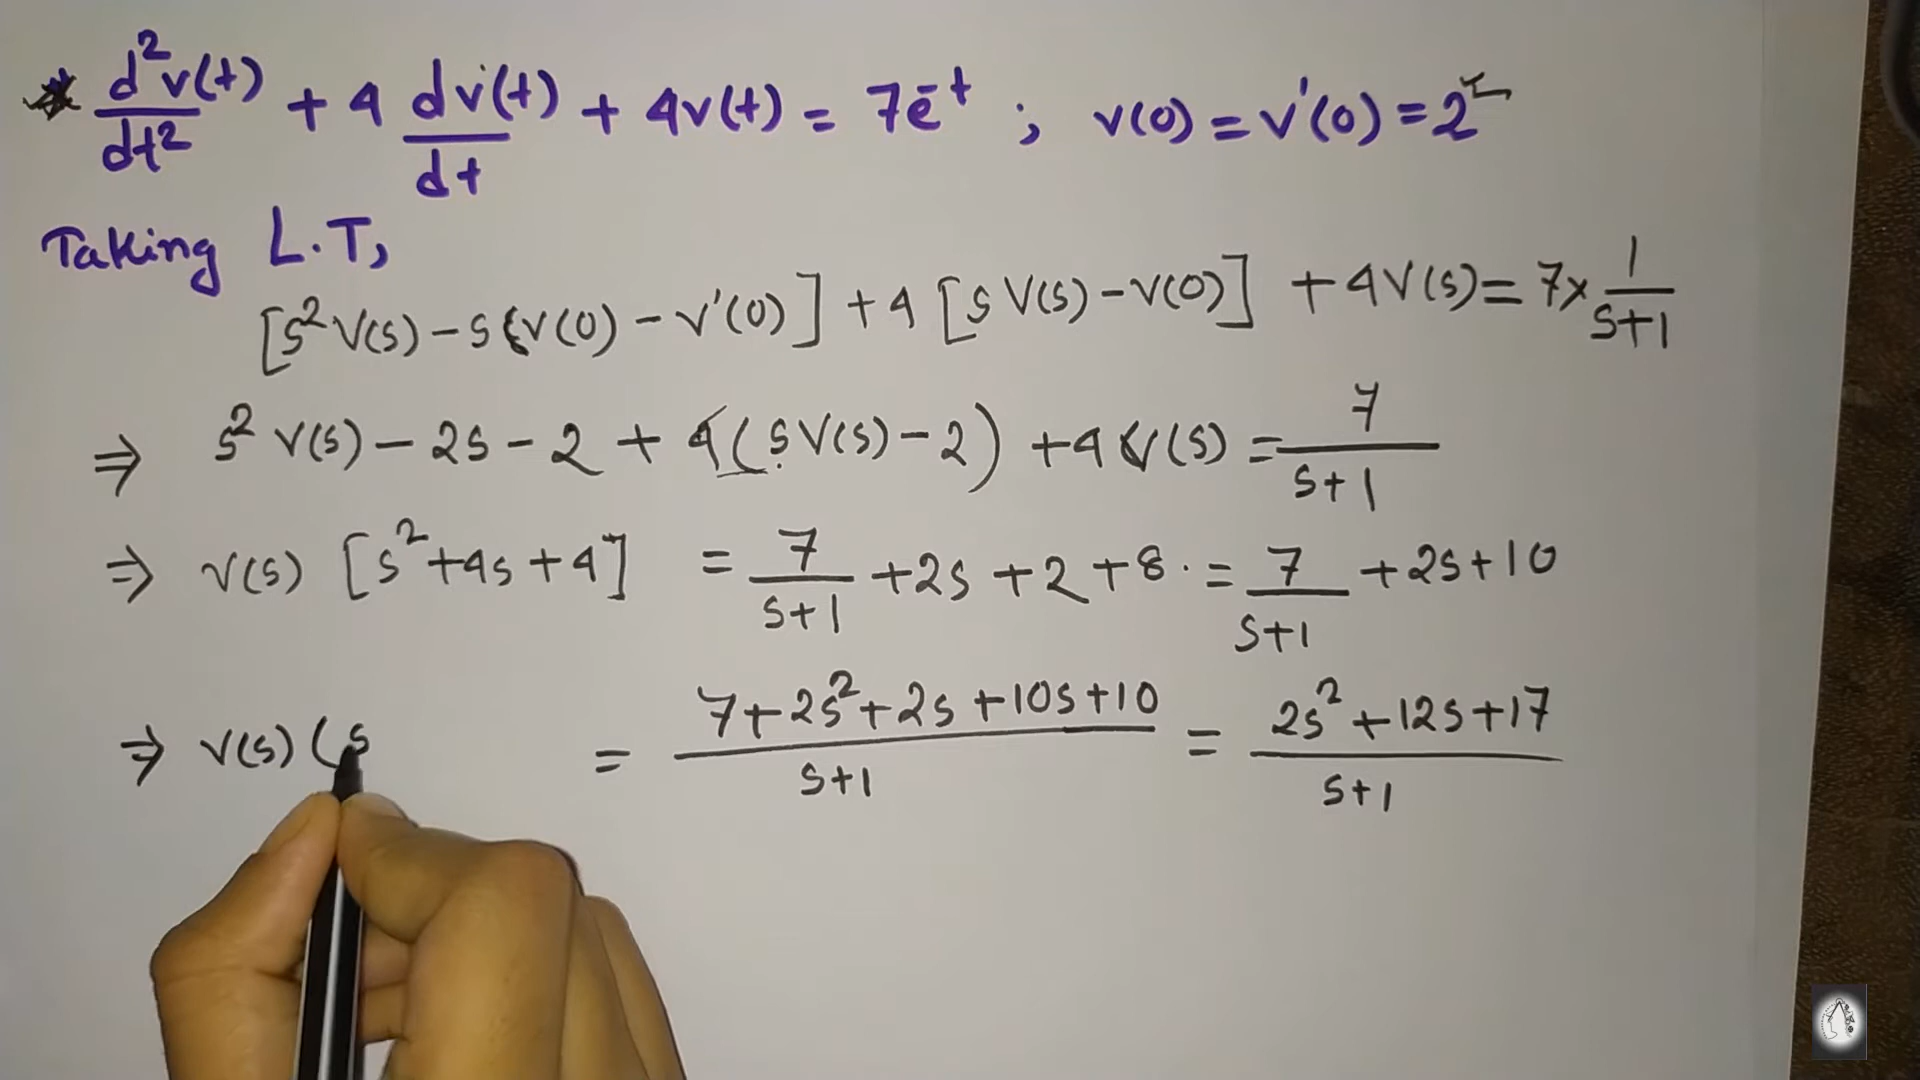 * d²v(t)/dt² + 4 dv(t)/dt + 4v(t) = 7e⁻ᵗ ; v(0) = v'(0) = 2
Taking L.T,
[s²V(s) - s v(0) - v'(0)] + 4 [s V(s) - v(0)] + 4V(s) = 7 × 1/(s+1)
⇒ s² V(s) - 2s - 2 + 4(s V(s) - 2) + 4V(s) = 7/(s+1)
⇒ V(s) [s² + 4s + 4] = 7/(s+1) + 2s + 2 + 8 . = 7/(s+1) + 2s + 10
⇒ V(s) (s = (7 + 2s² + 2s + 10s + 10)/(s+1) = (2s² + 12s + 17)/(s+1)